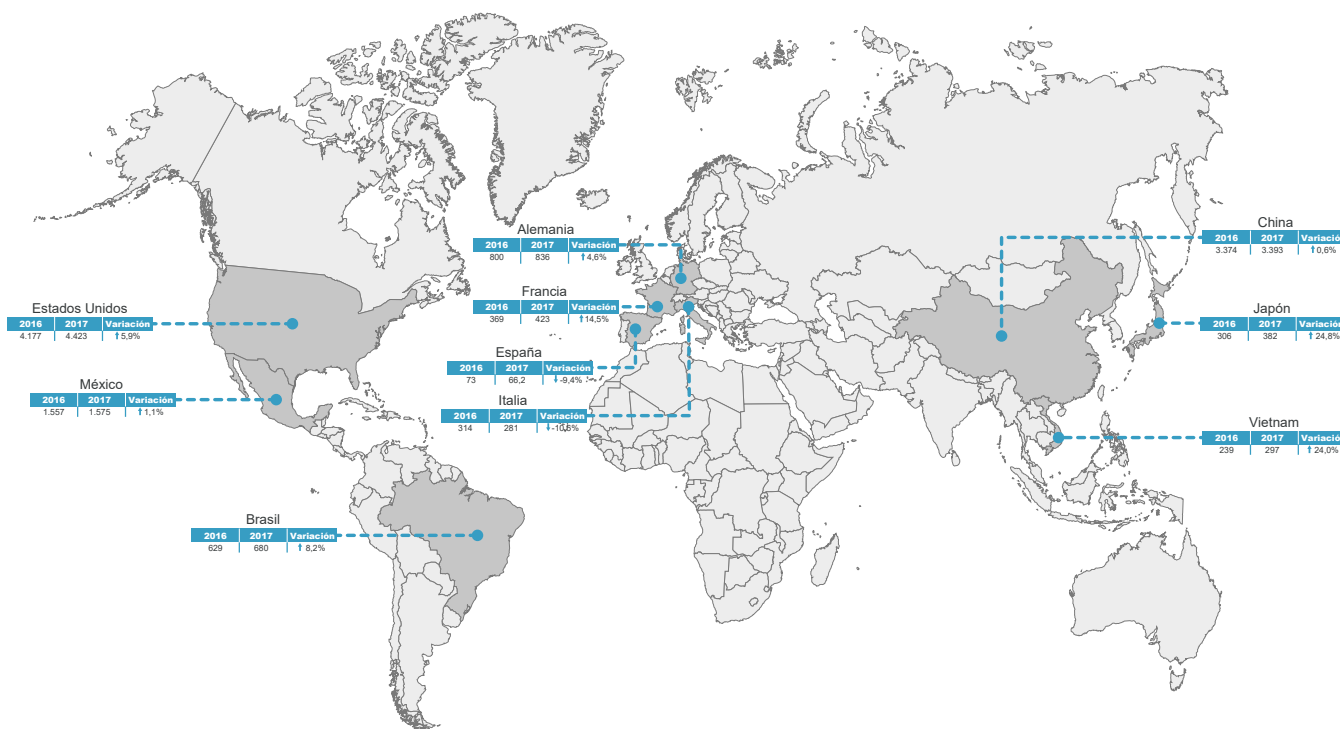 Alemania
2016 2017 Variación
800 836 4,6%
China
2016 2017 Variación
3.374 3.393 0,6%
Francia
2016 2017 Variación
369 423 14,5%
Estados Unidos
2016 2017 Variación
4.177 4.423 5,9%
Japón
2016 2017 Variación
306 382 24,8%
España
2016 2017 Variación
73 66,2 -9,4%
México
2016 2017 Variación
1.557 1.575 1,1%
Italia
2016 2017 Variación
314 281
Vietnam
2016 2017 Variación
239 297 24,0%
Brasil
2016 2017 Variación
629 680 8,2%